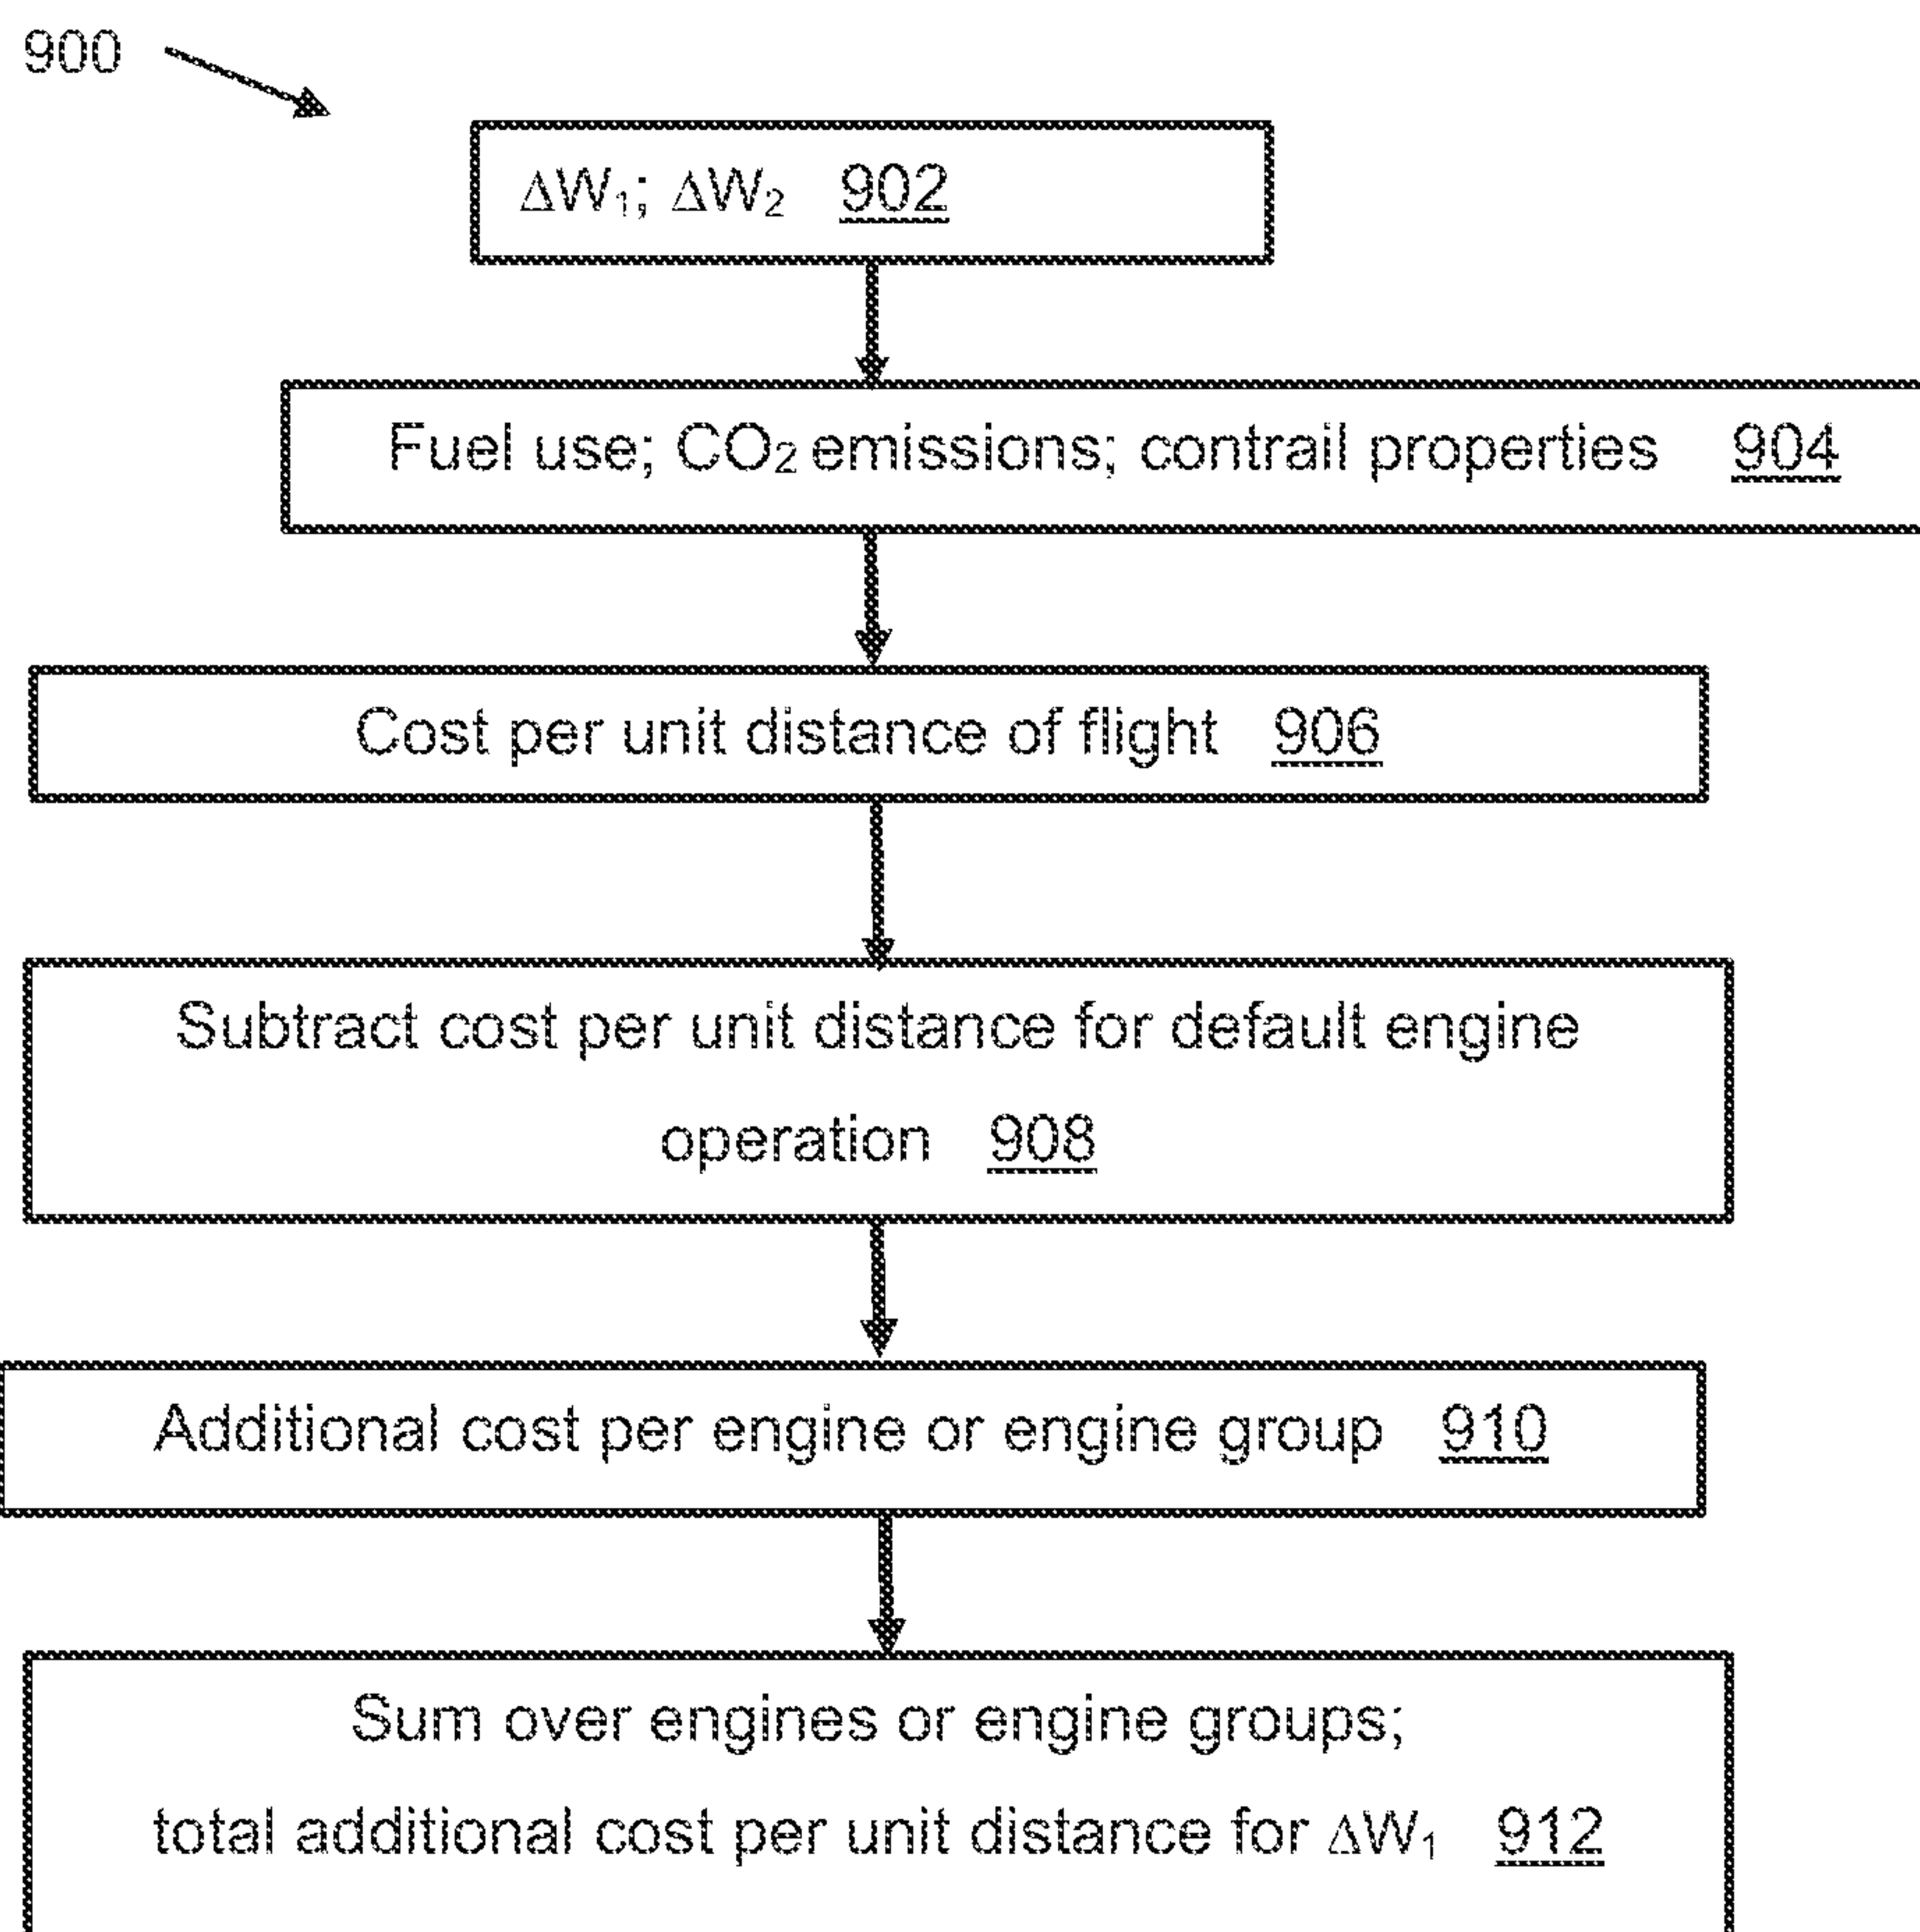 900
ΔW₁; ΔW₂ 902
Fuel use; CO₂ emissions; contrail properties 904
Cost per unit distance of flight 906
Subtract cost per unit distance for default engine
operation 908
Additional cost per engine or engine group 910
Sum over engines or engine groups;
total additional cost per unit distance for ΔW₁ 912